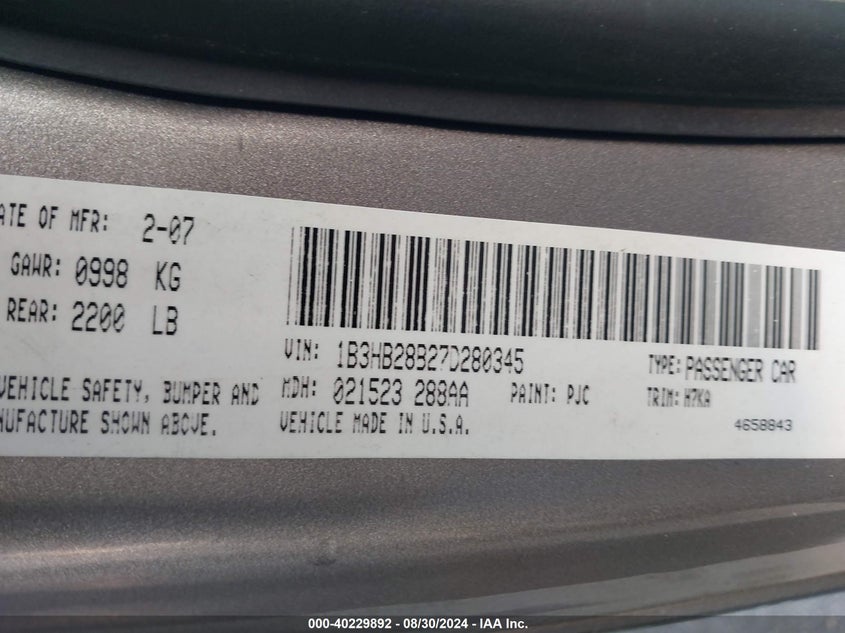 ATE OF MFR: 2-07
GAWR: 0998 KG
REAR: 2200 LB
VIN: 1B3HB28B27D280345
TYPE: PASSENGER CAR
VEHICLE SAFETY, BUMPER AND
MDH: 021523 288AA
PAINT: PJC
TRIM: H7KA
NUFACTURE SHOWN ABOVE.
VEHICLE MADE IN U.S.A.
4658843
000-40229892 - 08/30/2024 - IAA Inc.